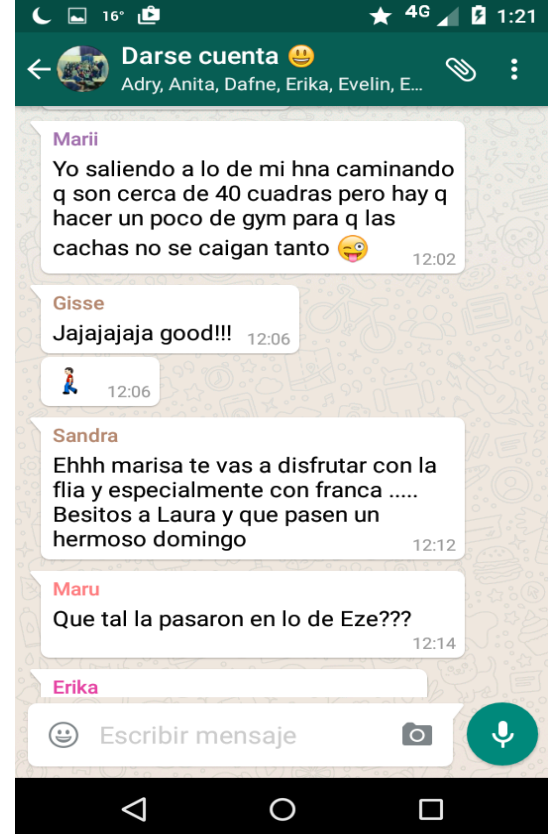 16° 4G 1:21
Darse cuenta 😃
Adry, Anita, Dafne, Erika, Evelin, E...
Marii
Yo saliendo a lo de mi hna caminando
q son cerca de 40 cuadras pero hay q
hacer un poco de gym para q las
cachas no se caigan tanto 😜
12:02
Gisse
Jajajajaja good!!! 12:06
🚶 12:06
Sandra
Ehhh marisa te vas a disfrutar con la
flia y especialmente con franca .....
Besitos a Laura y que pasen un
hermoso domingo
12:12
Maru
Que tal la pasaron en lo de Eze???
12:14
Erika
Escribir mensaje